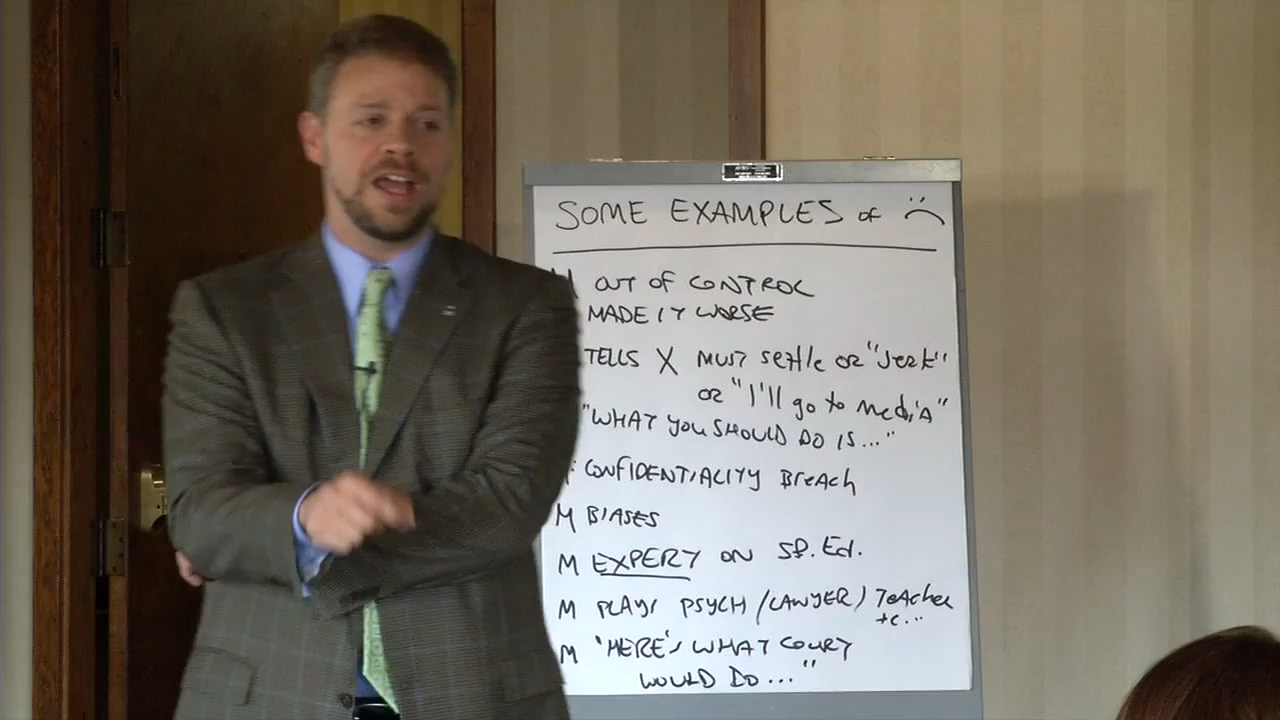 SOME EXAMPLES of
M OUT OF CONTROL
MADE IT WORSE
TELLS X MUST settle or "Jerk"
or "I'll go to media"
"WHAT YOU SHOULD DO IS..."
CONFIDENTIALITY Breach
M BIASES
M EXPERT on Sp. Ed.
M PLAYS PSYCH/(LAWYER) Teacher
M "HERE'S WHAT COURT
WOULD DO..."